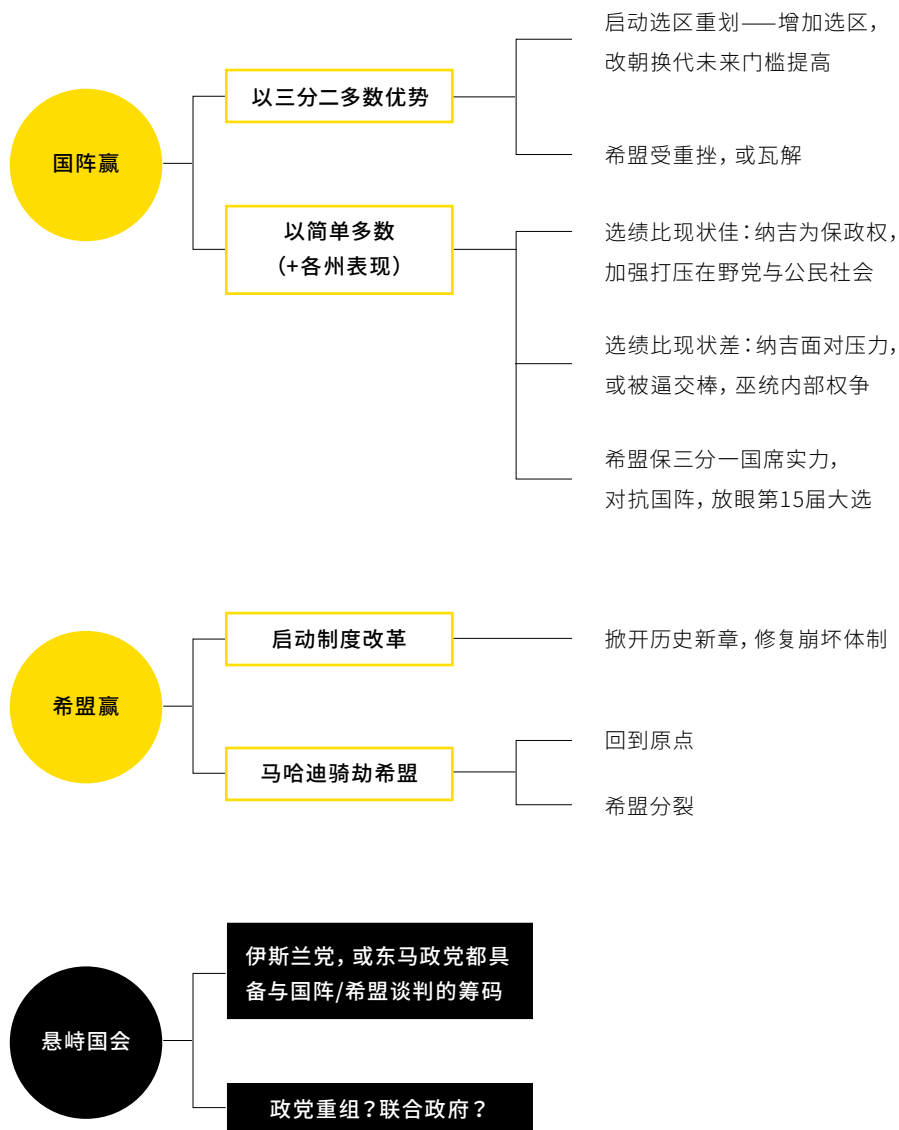 国阵赢
以三分二多数优势
启动选区重划——增加选区，
改朝换代未来门槛提高
希盟受重挫，或瓦解
以简单多数
（+各州表现）
选绩比现状佳：纳吉为保政权，
加强打压在野党与公民社会
选绩比现状差：纳吉面对压力，
或被逼交棒，巫统内部权争
希盟保三分一国席实力，
对抗国阵，放眼第15届大选
希盟赢
启动制度改革
掀开历史新章，修复崩坏体制
马哈迪骑劫希盟
回到原点
希盟分裂
悬峙国会
伊斯兰党，或东马政党都具
备与国阵/希盟谈判的筹码
政党重组？联合政府？